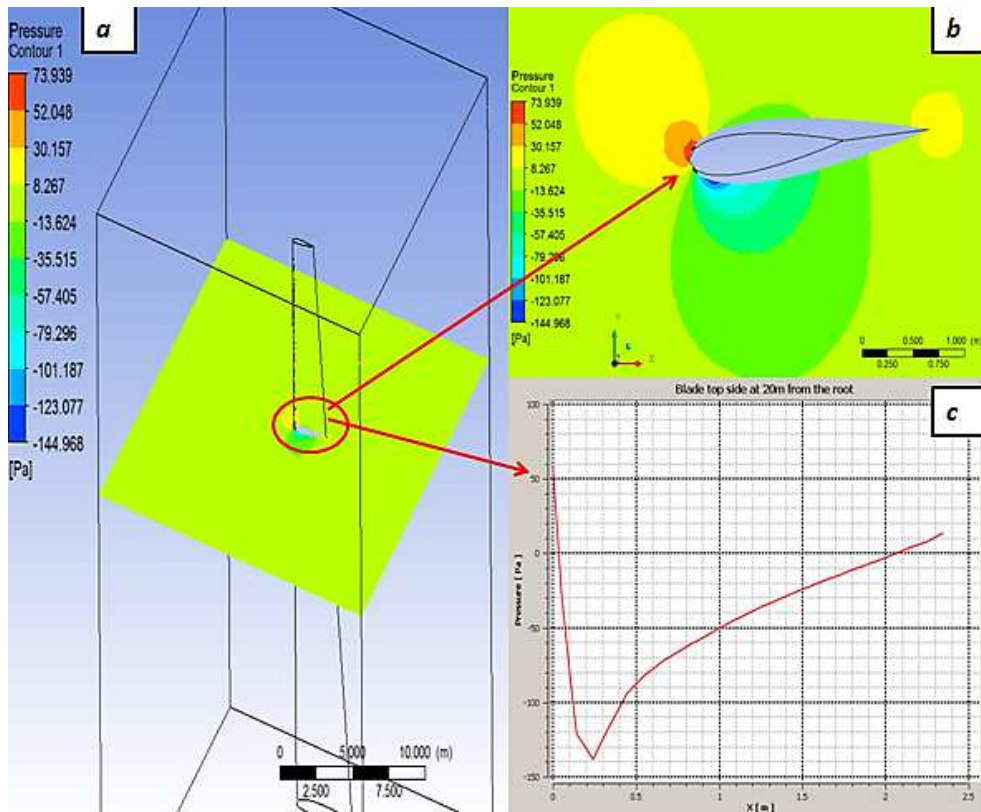 a
Pressure
Contour 1
73.939
52.048
30.157
8.267
-13.624
-35.515
-57.405
-79.296
-101.187
-123.077
-144.968
[Pa]
0 5.000 10.000 (m)
2.500 7.500
b
Pressure
Contour 1
73.939
52.048
30.157
8.267
-13.624
-35.515
-57.405
-79.296
-101.187
-123.077
-144.968
[Pa]
Y
0 0.500 1.000 (m)
0.250 0.750
c
Blade top side at 20m from the root
Pressure [ Pa ]
100
50
0
-50
-100
-150
0 0.5 1 1.5 2 2.5
X [ m ]